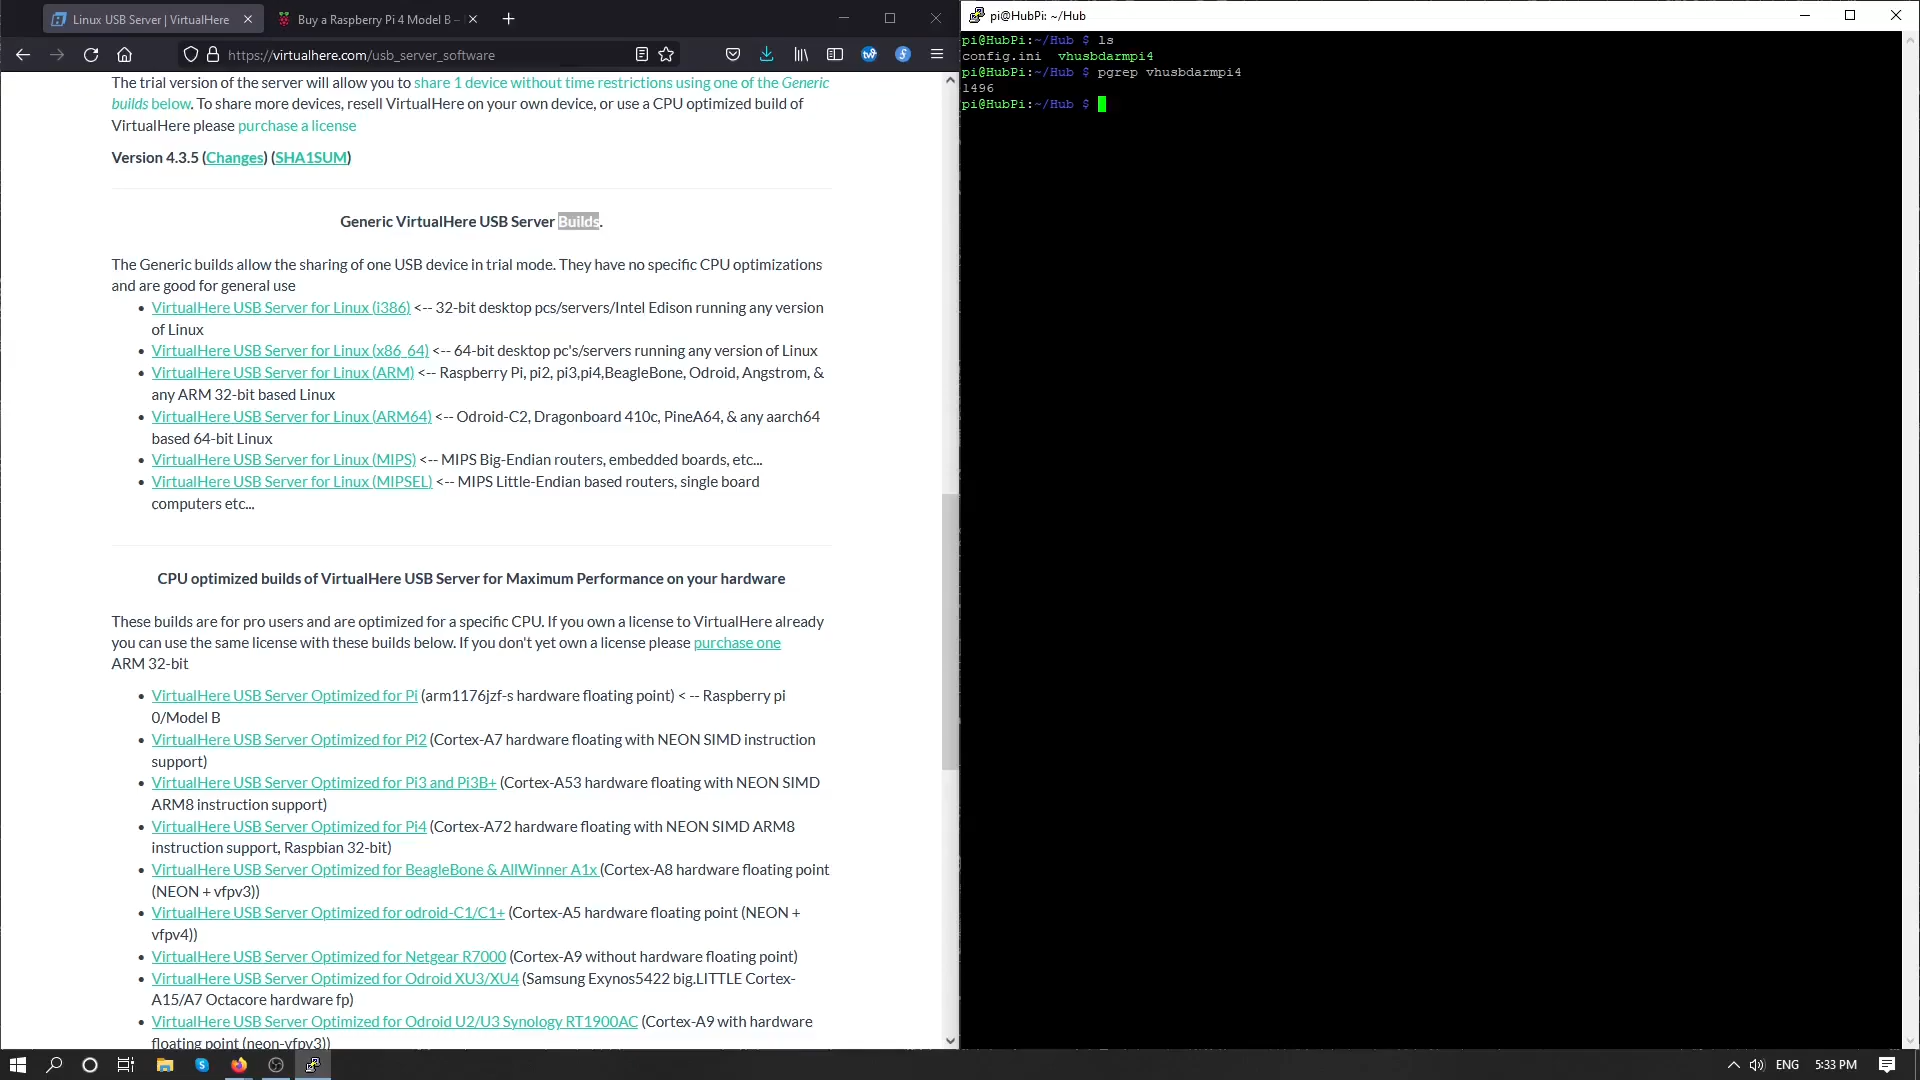 Linux USB Server | VirtualHere
Buy a Raspberry Pi 4 Model B –
https://virtualhere.com/usb_server_software
The trial version of the server will allow you to share 1 device without time restrictions using one of the Generic
builds below. To share more devices, resell VirtualHere on your own device, or use a CPU optimized build of
VirtualHere please purchase a license
Version 4.3.5 (Changes) (SHA1SUM)
Generic VirtualHere USB Server Builds.
The Generic builds allow the sharing of one USB device in trial mode. They have no specific CPU optimizations
and are good for general use
• VirtualHere USB Server for Linux (i386) <-- 32-bit desktop pcs/servers/Intel Edison running any version
of Linux
• VirtualHere USB Server for Linux (x86_64) <-- 64-bit desktop pc's/servers running any version of Linux
• VirtualHere USB Server for Linux (ARM) <-- Raspberry Pi, pi2, pi3,pi4,BeagleBone, Odroid, Angstrom, &
any ARM 32-bit based Linux
• VirtualHere USB Server for Linux (ARM64) <-- Odroid-C2, Dragonboard 410c, PineA64, & any aarch64
based 64-bit Linux
• VirtualHere USB Server for Linux (MIPS) <-- MIPS Big-Endian routers, embedded boards, etc...
• VirtualHere USB Server for Linux (MIPSEL) <-- MIPS Little-Endian based routers, single board
computers etc...
CPU optimized builds of VirtualHere USB Server for Maximum Performance on your hardware
These builds are for pro users and are optimized for a specific CPU. If you own a license to VirtualHere already
you can use the same license with these builds below. If you don't yet own a license please purchase one
ARM 32-bit
• VirtualHere USB Server Optimized for Pi (arm1176jzf-s hardware floating point) < -- Raspberry pi
0/Model B
• VirtualHere USB Server Optimized for Pi2 (Cortex-A7 hardware floating with NEON SIMD instruction
support)
• VirtualHere USB Server Optimized for Pi3 and Pi3B+ (Cortex-A53 hardware floating with NEON SIMD
ARM8 instruction support)
• VirtualHere USB Server Optimized for Pi4 (Cortex-A72 hardware floating with NEON SIMD ARM8
instruction support, Raspbian 32-bit)
• VirtualHere USB Server Optimized for BeagleBone & AllWinner A1x (Cortex-A8 hardware floating point
(NEON + vfpv3))
• VirtualHere USB Server Optimized for odroid-C1/C1+ (Cortex-A5 hardware floating point (NEON +
vfpv4))
• VirtualHere USB Server Optimized for Netgear R7000 (Cortex-A9 without hardware floating point)
• VirtualHere USB Server Optimized for Odroid XU3/XU4 (Samsung Exynos5422 big.LITTLE Cortex-
A15/A7 Octacore hardware fp)
• VirtualHere USB Server Optimized for Odroid U2/U3 Synology RT1900AC (Cortex-A9 with hardware
floating point (neon-vfpv3))
pi@HubPi: ~/Hub
pi@HubPi:~/Hub $ ls
config.ini vhusbdarmpi4
pi@HubPi:~/Hub $ pgrep vhusbdarmpi4
1496
pi@HubPi:~/Hub $
ENG
5:33 PM